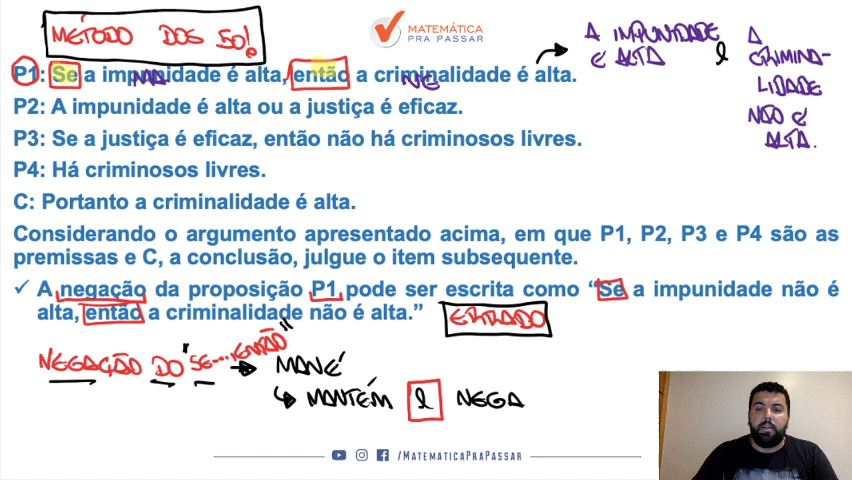 MÉTODO DOS 50!
MATEMÁTICA
PRA PASSAR
P1: Se a impunidade é alta, então a criminalidade é alta.
MA
NE
A IMPUNIDADE
É ALTA
e
A
CRIMINA-
LIDADE
NÃO É
ALTA.
P2: A impunidade é alta ou a justiça é eficaz.
P3: Se a justiça é eficaz, então não há criminosos livres.
P4: Há criminosos livres.
C: Portanto a criminalidade é alta.
Considerando o argumento apresentado acima, em que P1, P2, P3 e P4 são as
premissas e C, a conclusão, julgue o item subsequente.
✓ A negação da proposição P1 pode ser escrita como “Se a impunidade não é
alta, então a criminalidade não é alta.”
ERRADO
NEGAÇÃO DO "SE... ENTÃO" → MANÉ
↳ MANTÉM e NEGA
/MATEMATICAPRAPASSAR